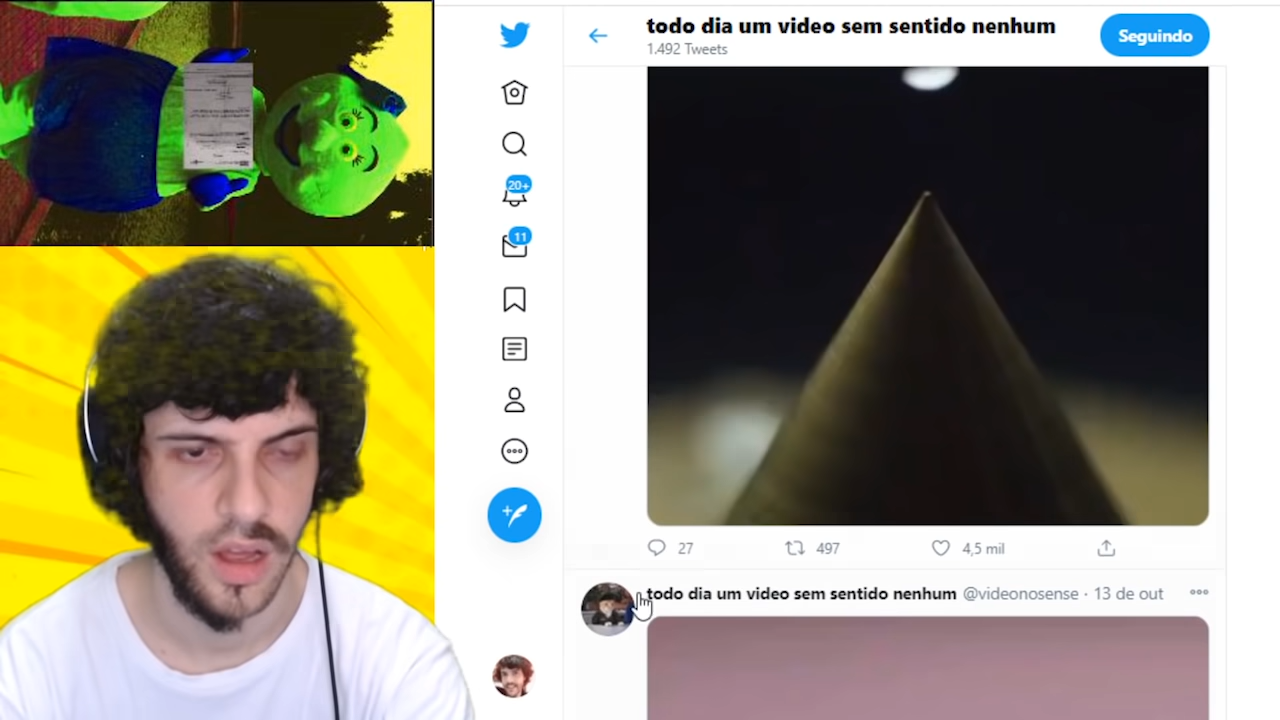 todo dia um video sem sentido nenhum
1.492 Tweets
Seguindo
20+
11
27
497
4,5 mil
todo dia um video sem sentido nenhum @videonosense · 13 de out